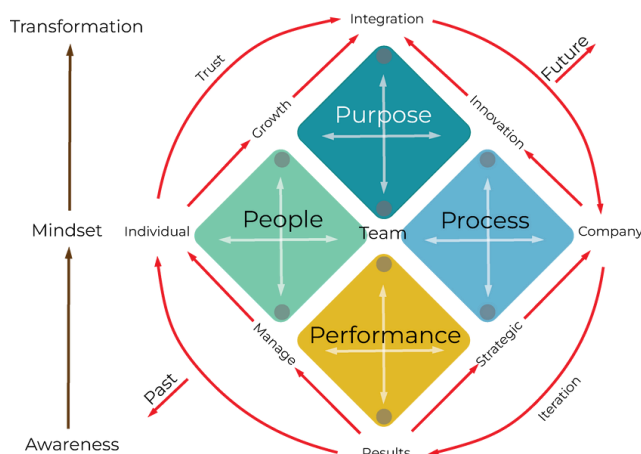 Integration
Transformation
Trust
Future
Growth
Purpose
Innovation
People
Process
Mindset
Individual
Team
Company
Manage
Performance
Strategic
Past
Iteration
Awareness
Results